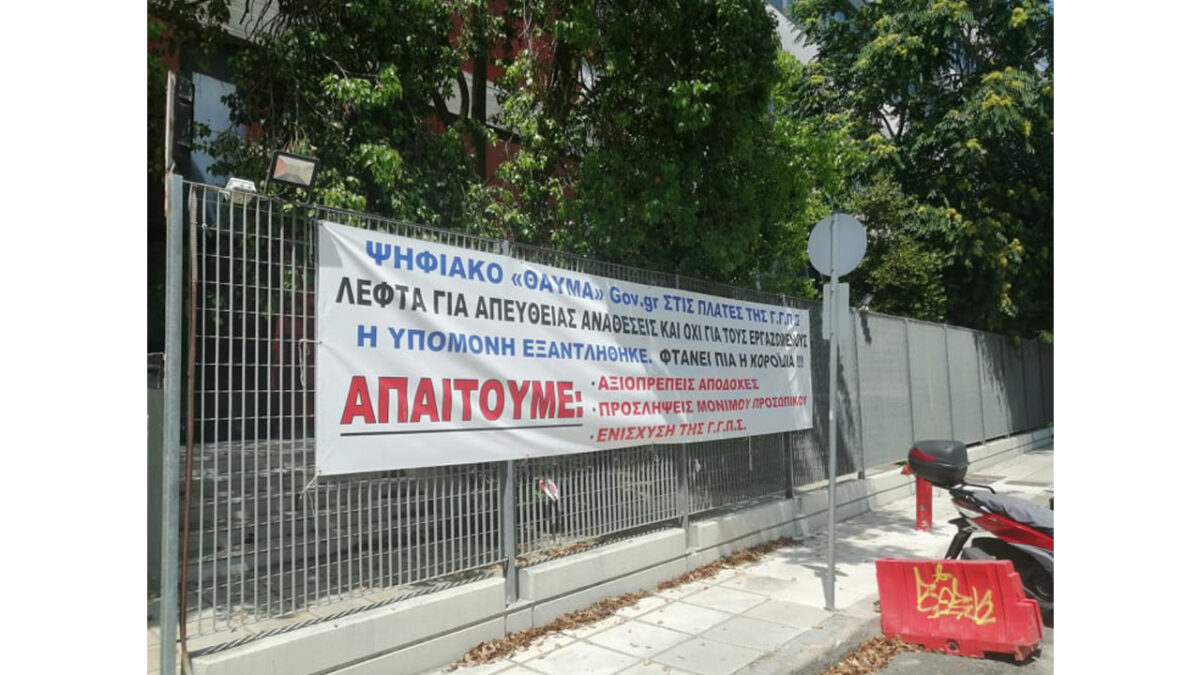 ΨΗΦΙΑΚΟ «ΘΑΥΜΑ» Gov.gr ΣΤΙΣ ΠΛΑΤΕΣ ΤΗΣ Γ.Γ.Π.Σ
ΛΕΦΤΑ ΓΙΑ ΑΠΕΥΘΕΙΑΣ ΑΝΑΘΕΣΕΙΣ ΚΑΙ ΟΧΙ ΓΙΑ ΤΟΥΣ ΕΡΓΑΖΟΜΕΝΟΥΣ
Η ΥΠΟΜΟΝΗ ΕΞΑΝΤΛΗΘΗΚΕ. ΦΤΑΝΕΙ ΠΙΑ Η ΚΟΡΟΪΔΙΑ !!!
ΑΠΑΙΤΟΥΜΕ:
· ΑΞΙΟΠΡΕΠΕΙΣ ΑΠΟΔΟΧΕΣ
· ΠΡΟΣΛΗΨΕΙΣ ΜΟΝΙΜΟΥ ΠΡΟΣΩΠΙΚΟΥ
· ΕΝΙΣΧΥΣΗ ΤΗΣ Γ.Γ.Π.Σ.